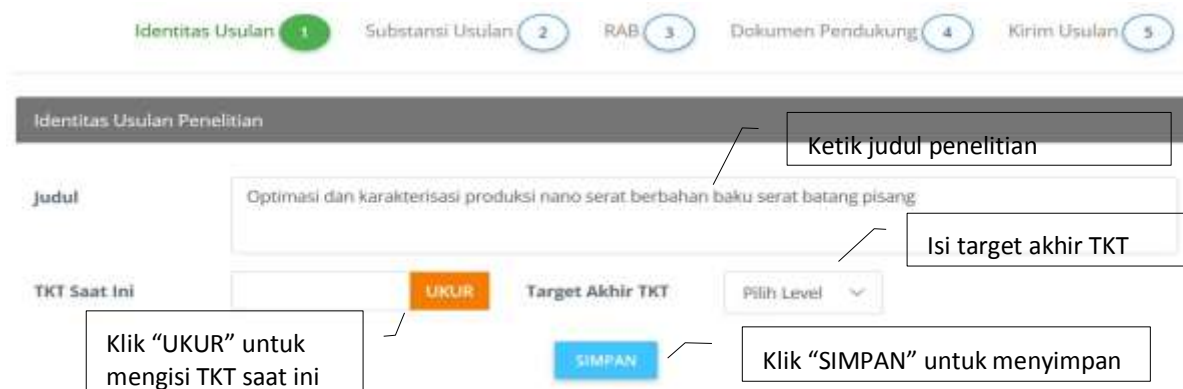 Identitas Usulan 1 Substansi Usulan 2 RAB 3 Dokumen Pendukung 4 Kirim Usulan 5
Identitas Usulan Penelitian
Ketik judul penelitian
Judul Optimasi dan karakterisasi produksi nano serat berbahan baku serat batang pisang
Isi target akhir TKT
TKT Saat Ini UKUR Target Akhir TKT Pilih Level
Klik “UKUR” untuk
mengisi TKT saat ini
SIMPAN Klik “SIMPAN” untuk menyimpan